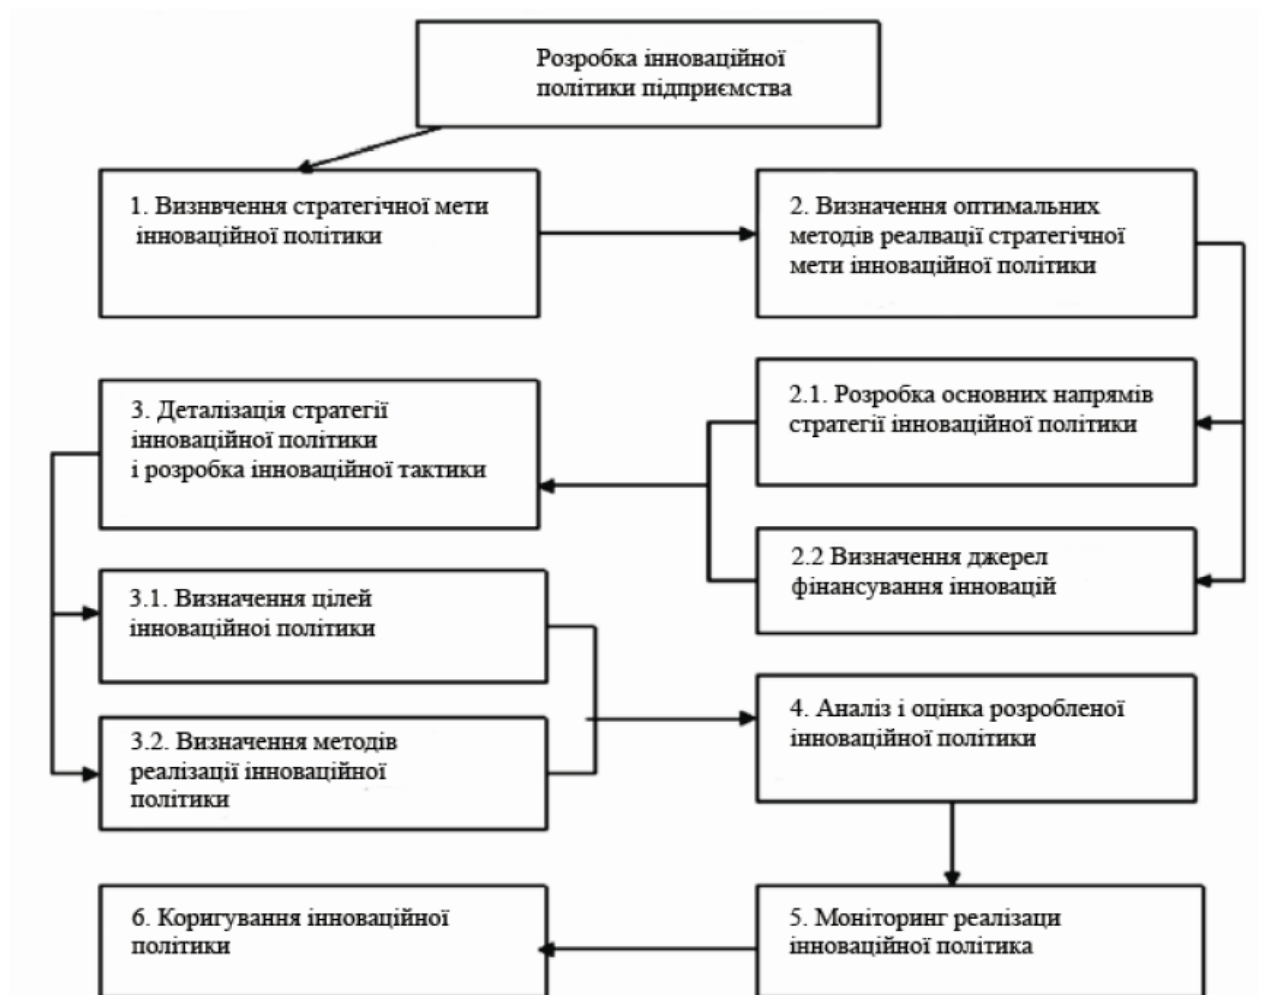 Розробка інноваційної
політики підприємства
1. Визнвчення стратегічної мети
інноваційної політики
2. Визначення оптимальних
методів реалвації стратегічної
мети інноваційної політики
2.1. Розробка основних напрямів
стратегії інноваційної політики
3. Деталізація стратегії
інноваційної політики
і розробка інноваційної тактики
2.2 Визначення джерел
фінансування інновацій
3.1. Визначення цілей
інноваційноі політики
3.2. Визначення методів
реалізації інноваційної
політики
4. Аналіз і оцінка розробленої
інноваційної політики
5. Моніторинг реалізаци
інноваційної політика
6. Коригування інноваційної
політики